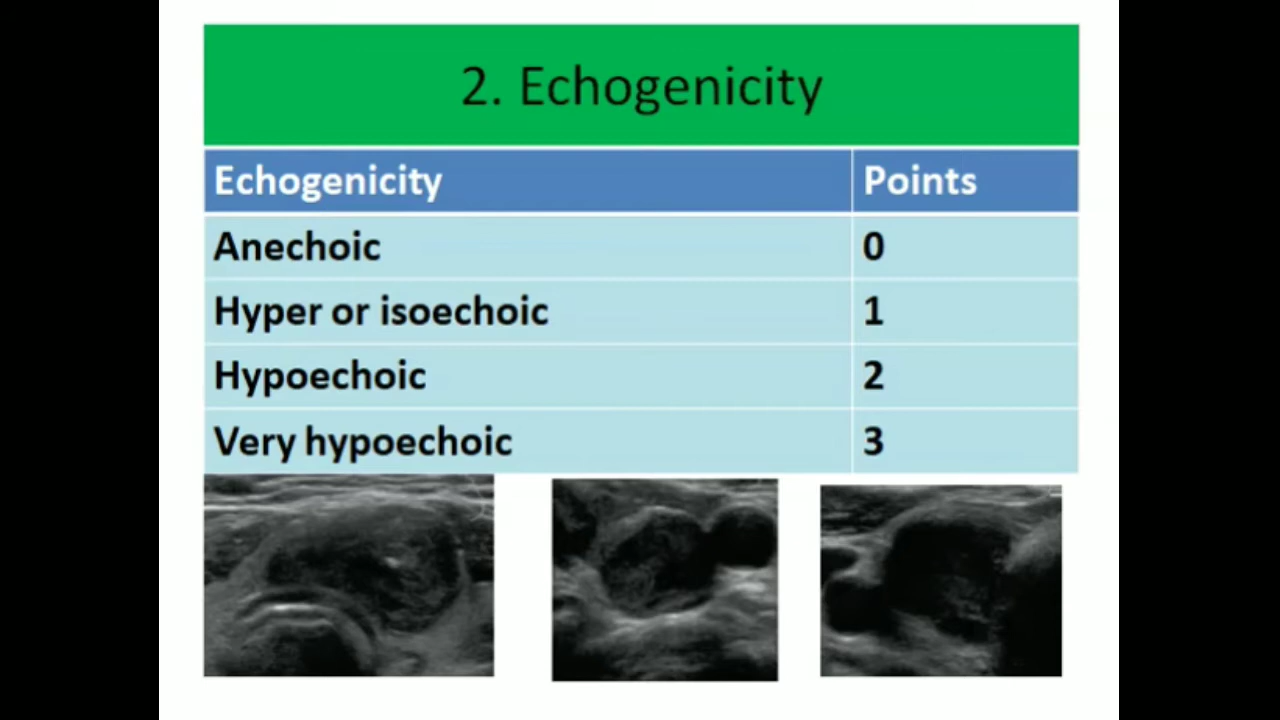 2. Echogenicity
Echogenicity Points
Anechoic 0
Hyper or isoechoic 1
Hypoechoic 2
Very hypoechoic 3